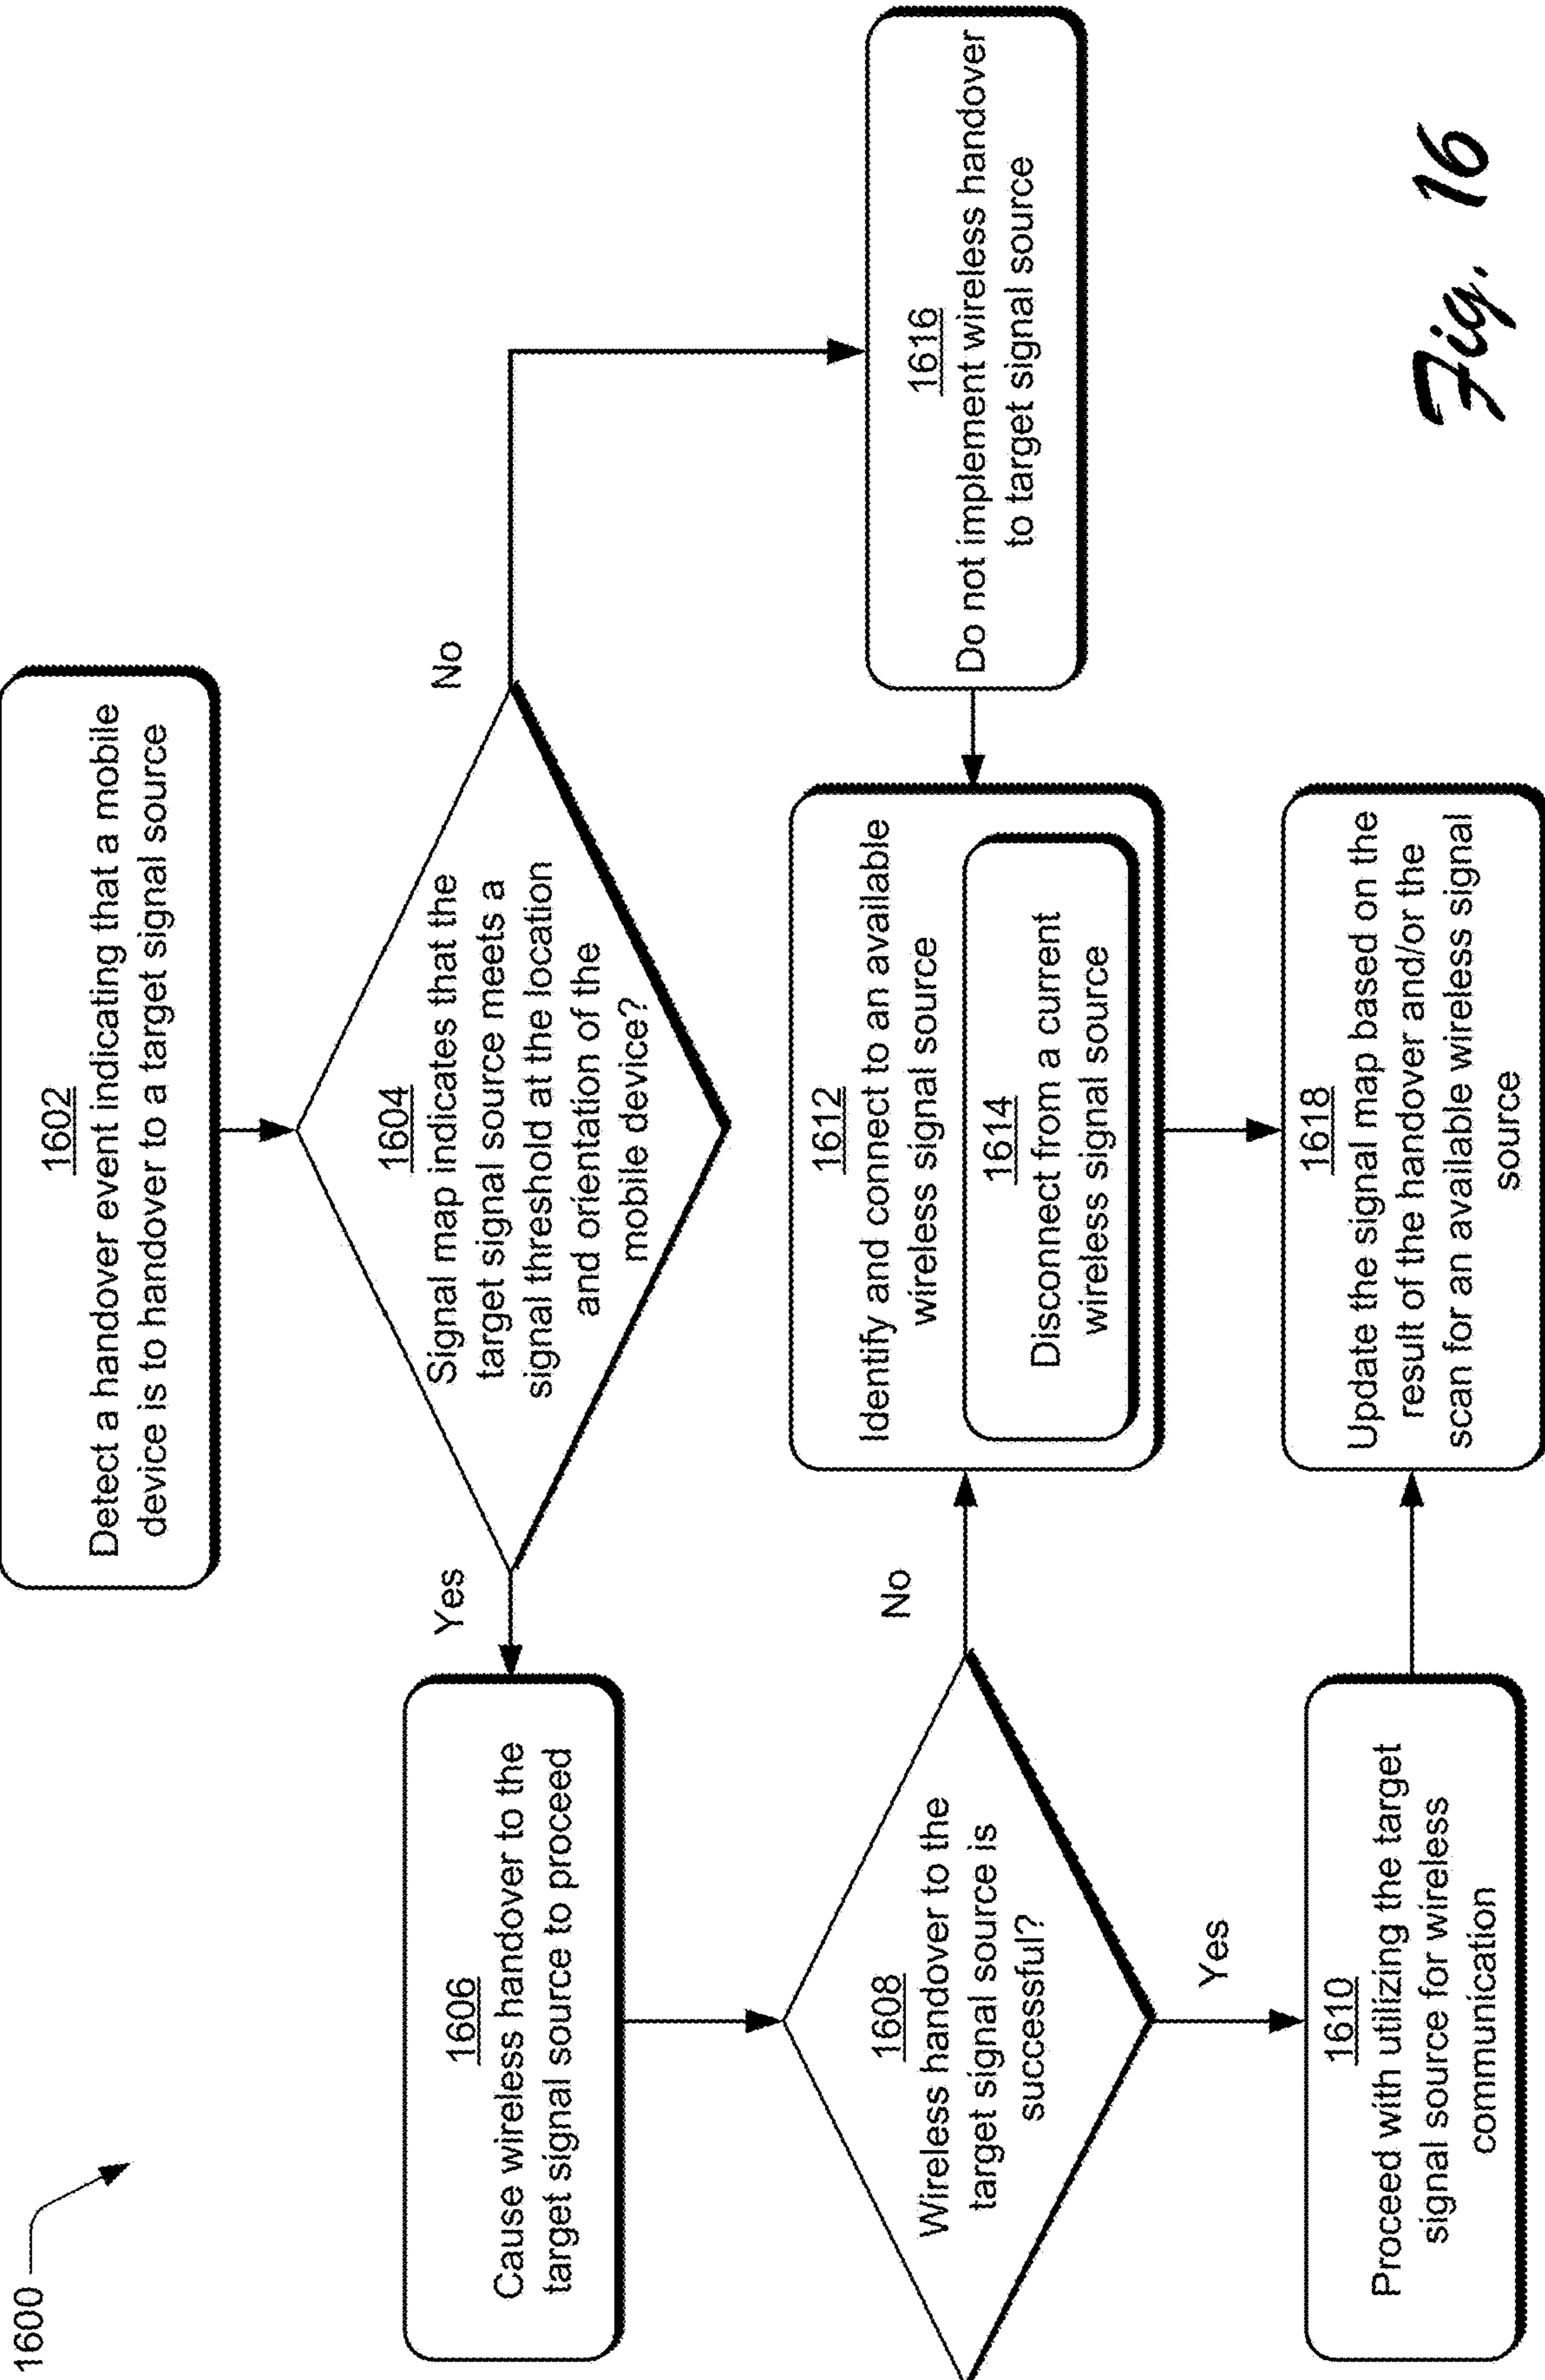 1600
1602
Detect a handover event indicating that a mobile
device is to handover to a target signal source
1604
Signal map indicates that the
target signal source meets a
signal threshold at the location
and orientation of the
mobile device?
Yes
No
1606
Cause wireless handover to the
target signal source to proceed
1608
Wireless handover to the
target signal source is
successful?
No
Yes
1610
Proceed with utilizing the target
signal source for wireless
communication
1612
Identify and connect to an available
wireless signal source
1614
Disconnect from a current
wireless signal source
1616
Do not implement wireless handover
to target signal source
1618
Update the signal map based on the
result of the handover and/or the
scan for an available wireless signal
source
Fig. 16